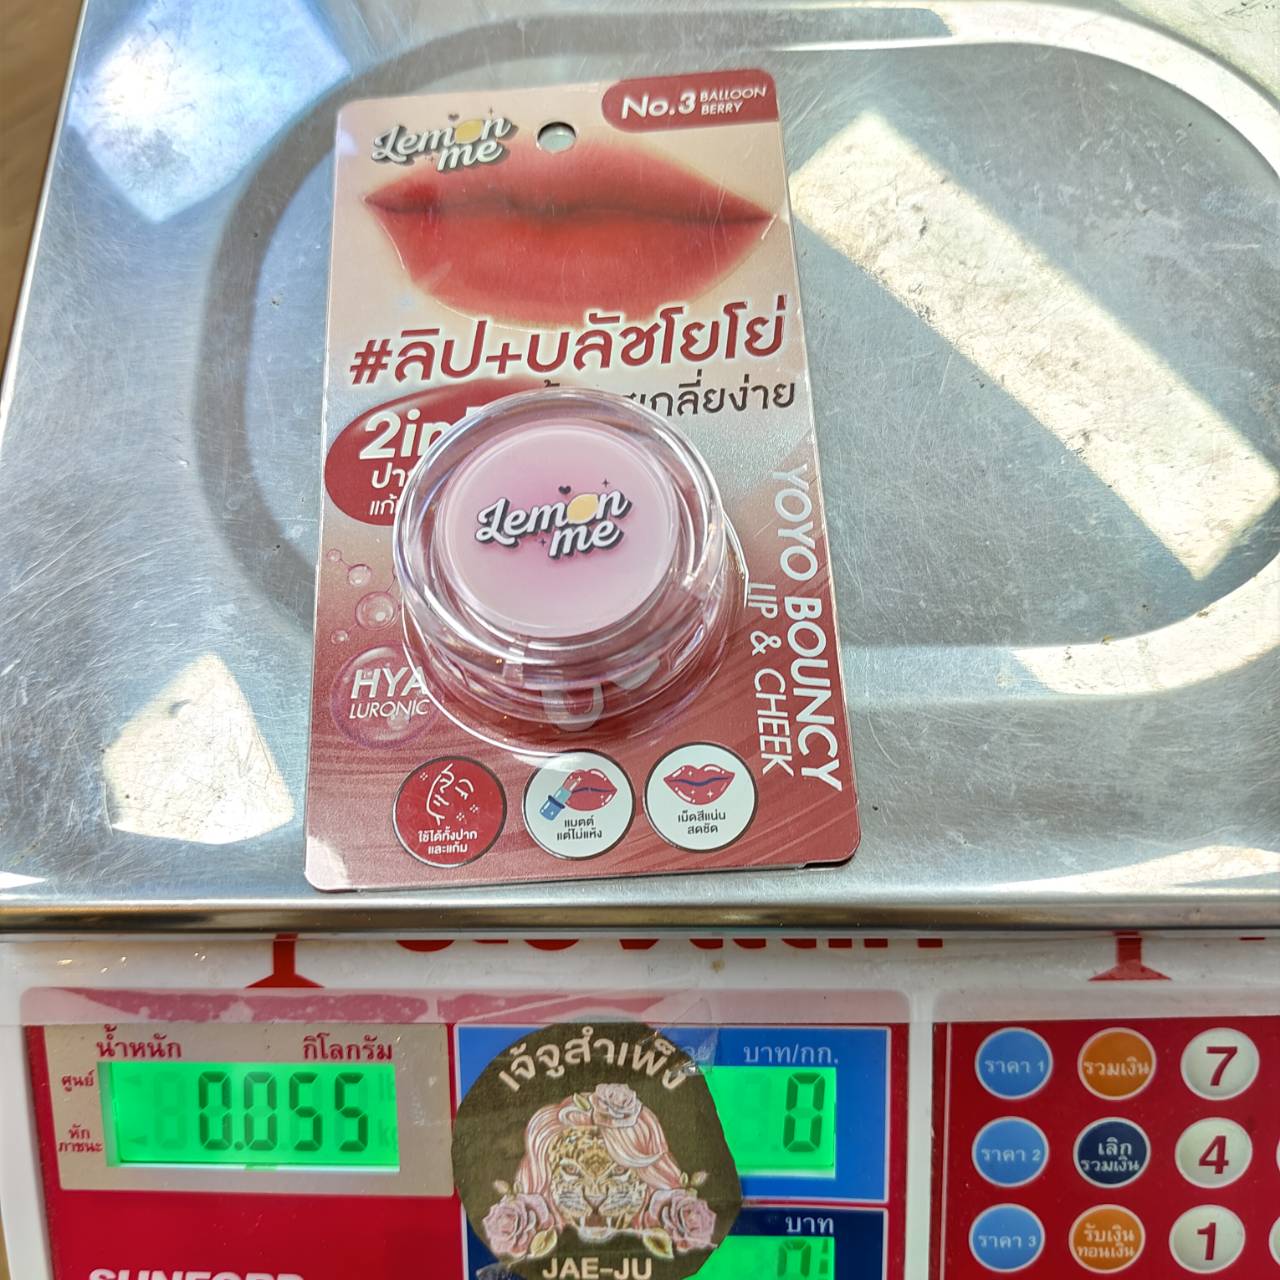 Lemon me
No.3 BALLOON BERRY
#ลิป+บลัชโยโย่
เกลี่ยง่าย
Lemon me
YOYO BOUNCY
LIP & CHEEK
HYA
LURONIC
ใช้ได้ทั้งปาก
และแก้ม
แมตต์
แต่ไม่แห้ง
เม็ดสีแน่น
สดชัด
น้ำหนัก
กิโลกรัม
ศูนย์
หัก
ภาชนะ
0.055
บาท/กก.
0
บาท
เจ้จูสำเพ็ง
JAE-JU
ราคา 1
รวมเงิน
7
ราคา 2
เลิก
รวมเงิน
4
ราคา 3
รับเงิน
ทอนเงิน
1